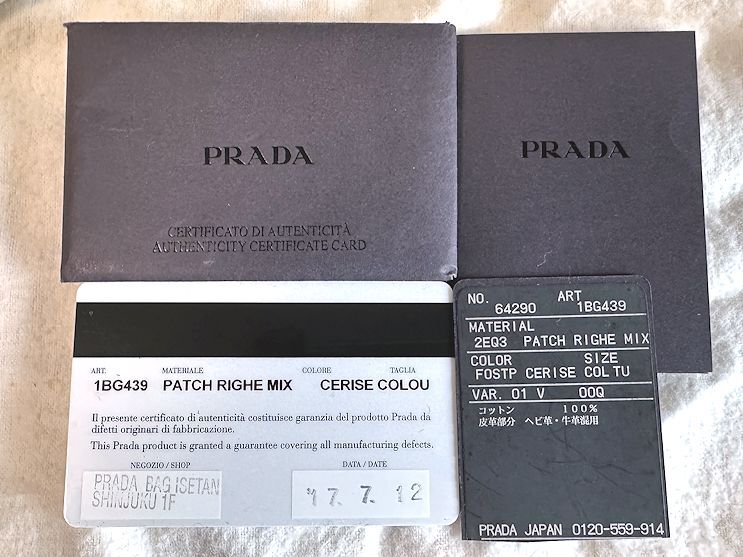 PRADA
CERTIFICATO DI AUTENTICITÀ
AUTHENTICITY CERTIFICATE CARD
PRADA
ART. MATERIALE COLORE TAGLIA
1BG439 PATCH RIGHE MIX CERISE COLOU
Il presente certificato di autenticità costituisce garanzia del prodotto Prada da
difetti originari di fabbricazione.
This Prada product is granted a guarantee covering all manufacturing defects.
NEGOZIO / SHOP DATA / DATE
PRADA BAG ISETAN
SHINJUKU 1F
'17. 7. 12
NO. 64290 ART 1BG439
MATERIAL
2EQ3 PATCH RIGHE MIX
COLOR SIZE
F0STP CERISE COL TU
VAR. 01 V OOQ
コットン 100%
皮革部分 ヘビ革・牛革混用
PRADA JAPAN 0120-559-914